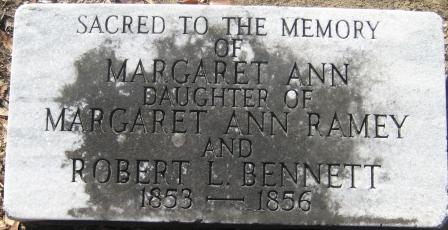 SACRED TO THE MEMORY
OF
MARGARET ANN
DAUGHTER OF
MARGARET ANN RAMEY
AND
ROBERT L. BENNETT
1853 — 1856